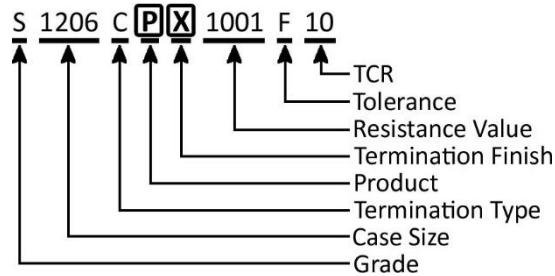 S 1206 C P X 1001 F 10
TCR
Tolerance
Resistance Value
Termination Finish
Product
Termination Type
Case Size
Grade